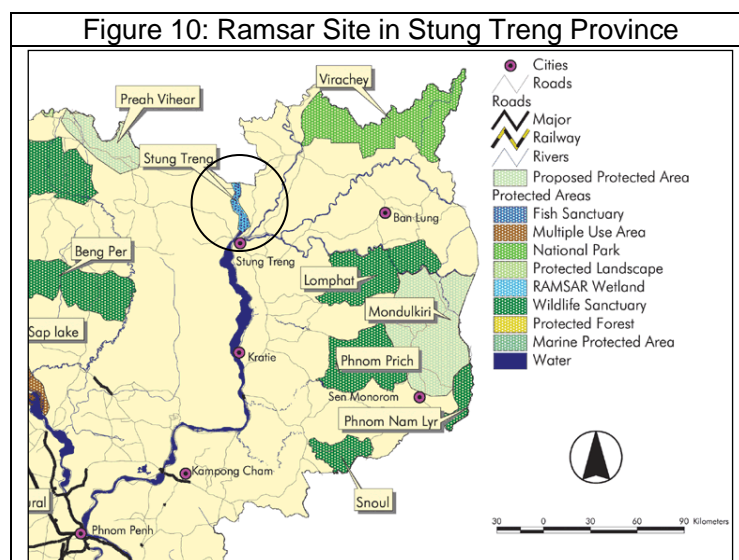 Figure 10: Ramsar Site in Stung Treng Province
Virachey
Preah Vihear
Stung Treng
Ban Lung
Stung Treng
Beng Per
Lomphat
Mondulkiri
Sap lake
Kratie
Phnom Prich
Sen Monorom
Phnom Nam Lyr
Kampong Cham
Snoul
ural
Phnom Penh
Cities
Roads
Roads
Major
Railway
Rivers
Proposed Protected Area
Protected Areas
Fish Sanctuary
Multiple Use Area
National Park
Protected Landscape
RAMSAR Wetland
Wildlife Sanctuary
Protected Forest
Marine Protected Area
Water
30 0 30 60 90 Kilometers